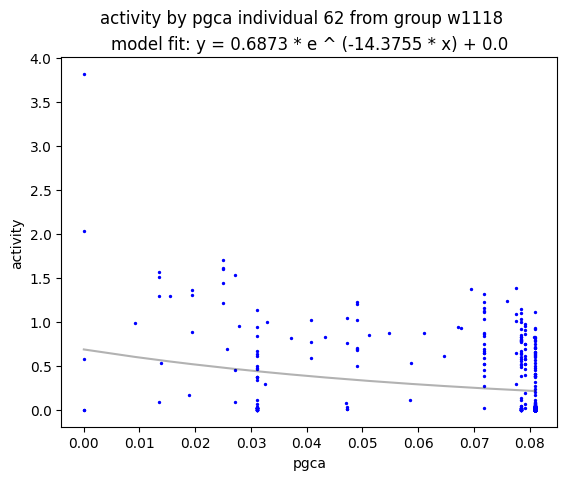 activity by pgca individual 62 from group w1118
model fit: y = 0.6873 * e ^ (-14.3755 * x) + 0.0
4.0
3.5
3.0
2.5
2.0
1.5
1.0
0.5
0.0
activity
0.00 0.01 0.02 0.03 0.04 0.05 0.06 0.07 0.08
pgca